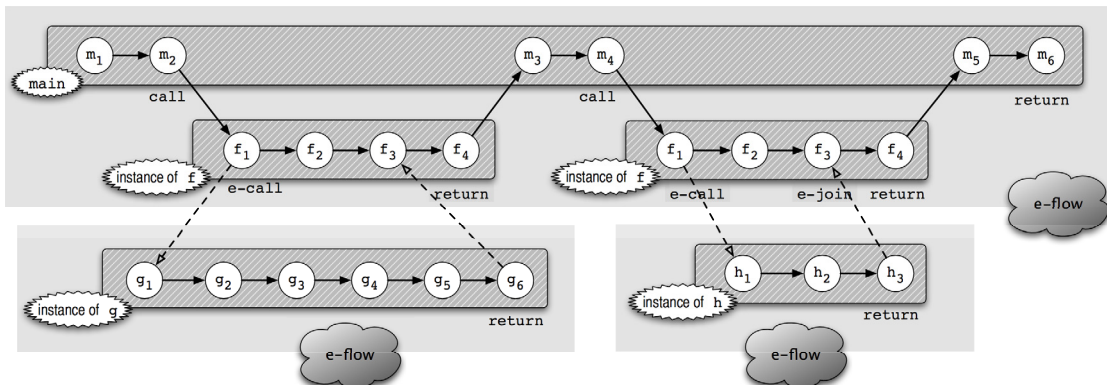 m1 m2 m3 m4 m5 m6
main
call call return
f1 f2 f3 f4 f1 f2 f3 f4
instance of f instance of f
e-call return e-call e-join return
e-flow
g1 g2 g3 g4 g5 g6 h1 h2 h3
instance of g instance of h
return return
e-flow e-flow